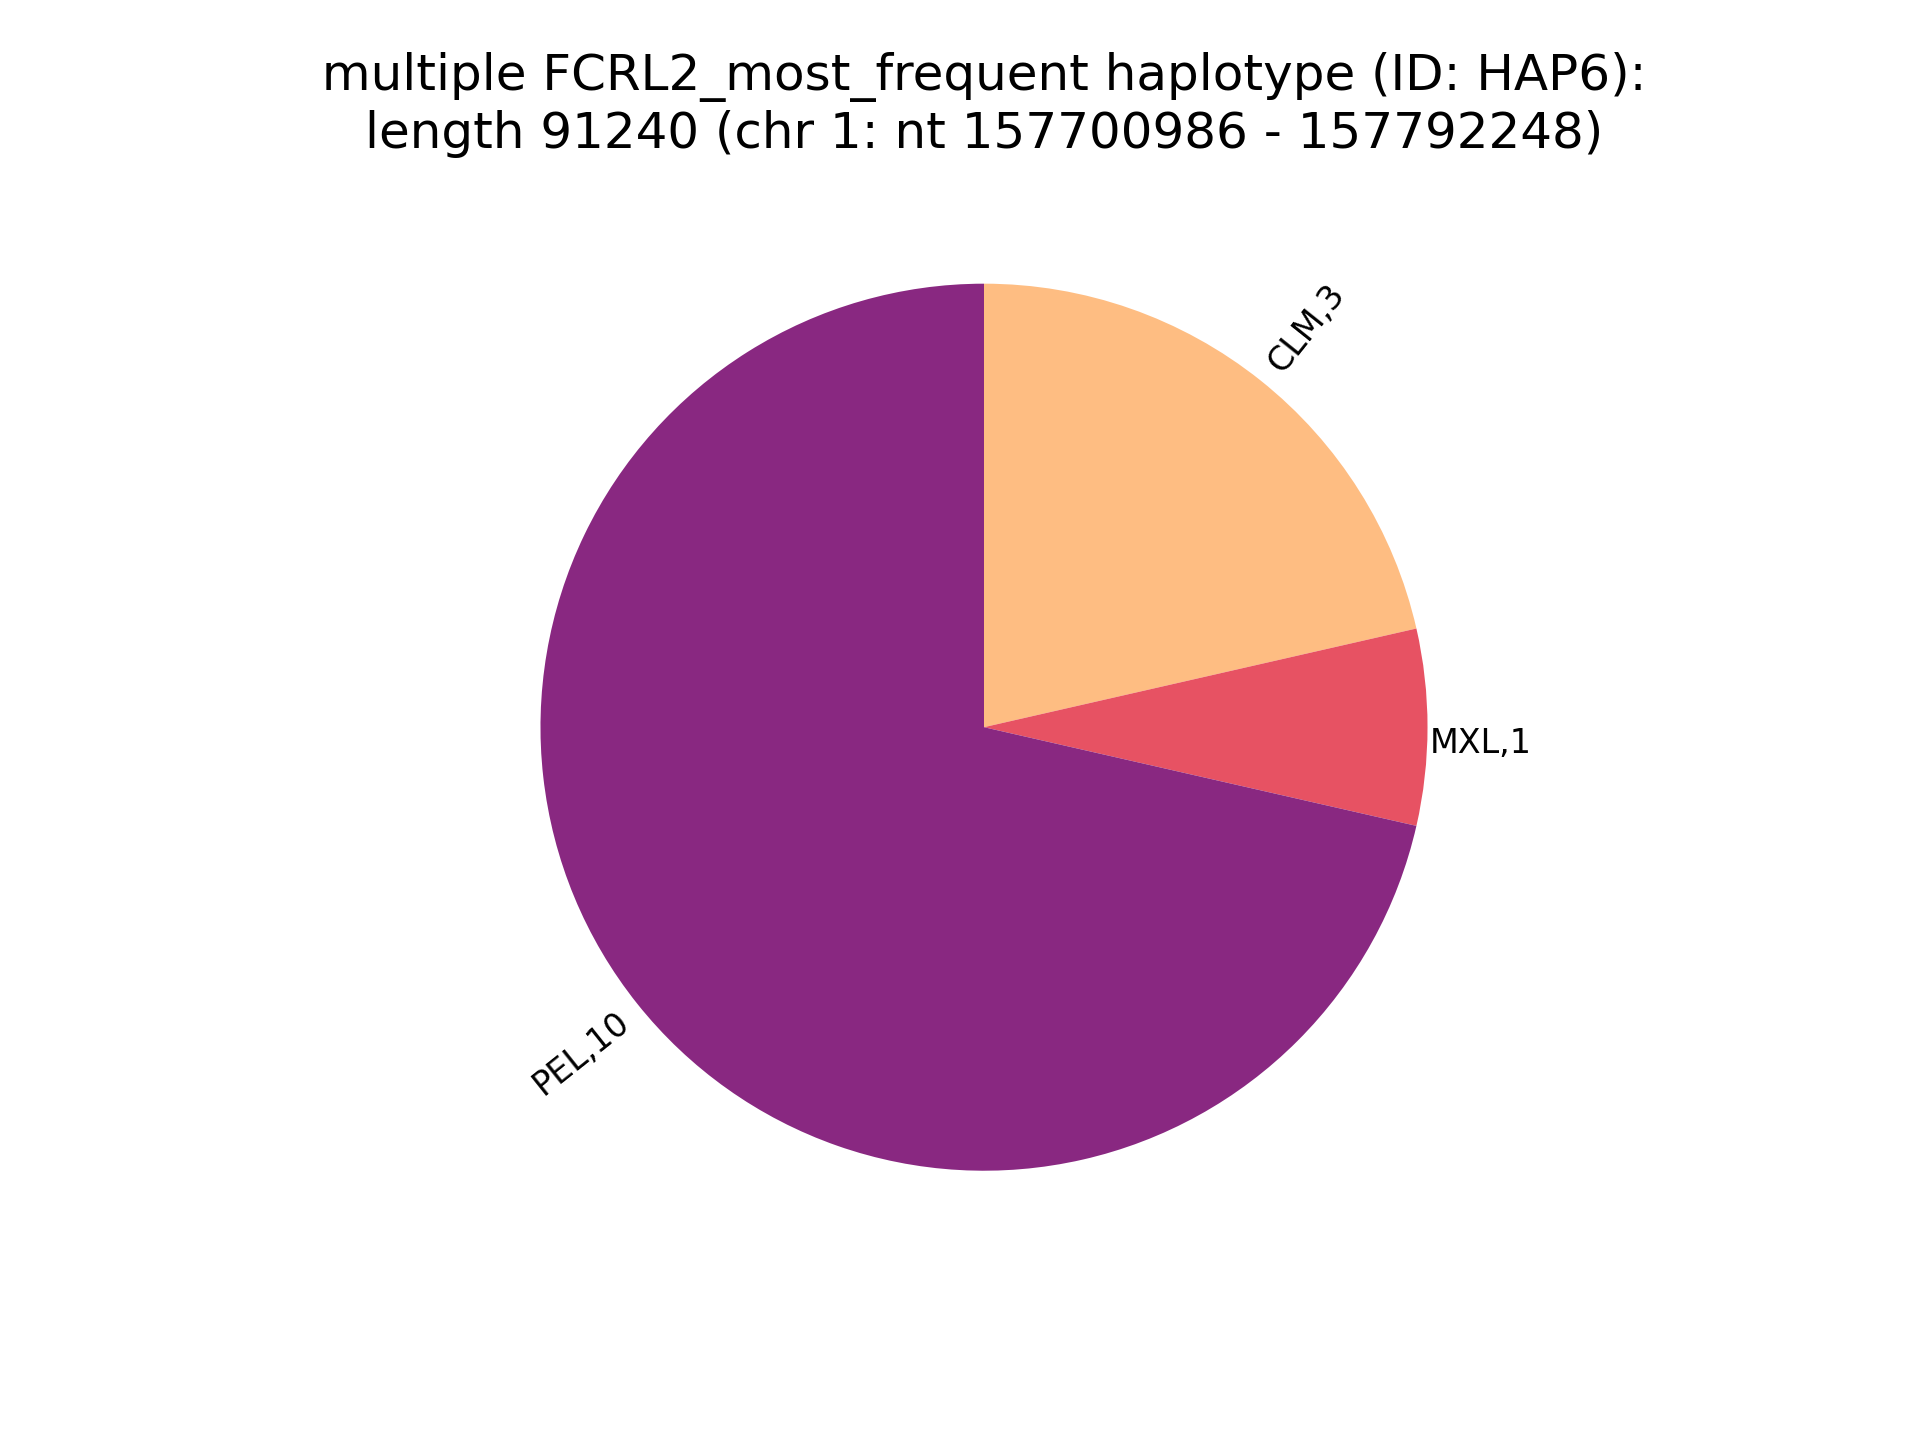 multiple FCRL2_most_frequent haplotype (ID: HAP6):
length 91240 (chr 1: nt 157700986 - 157792248)
CLM,3
MXL,1
PEL,10